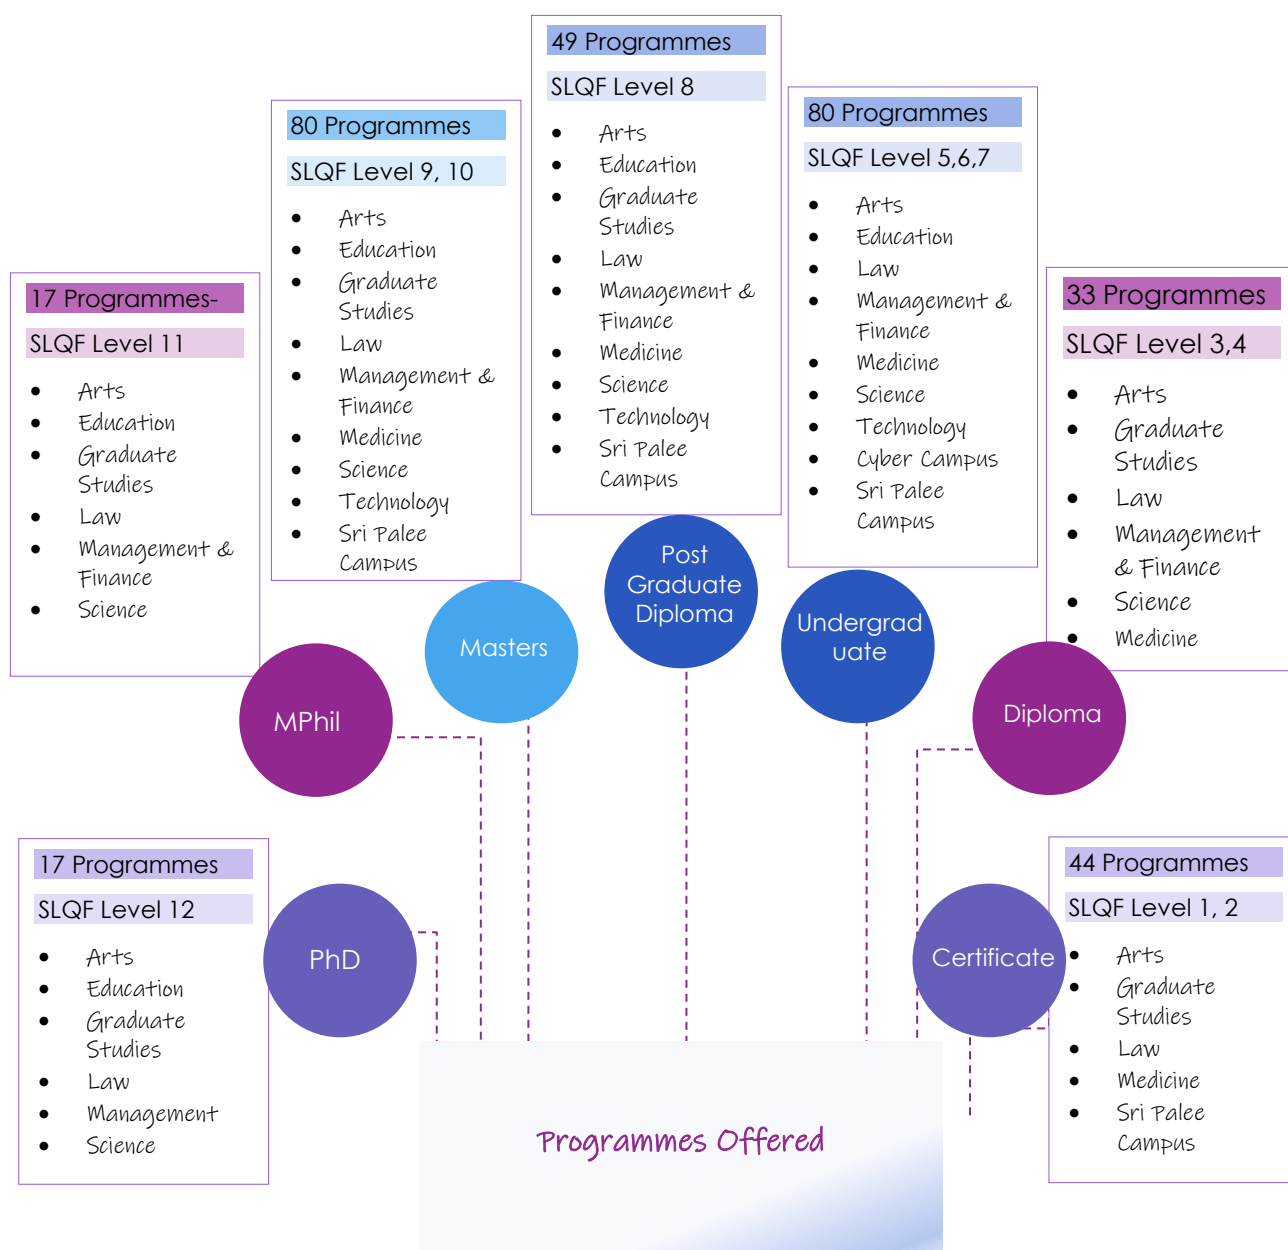 49 Programmes
SLQF Level 8
• Arts
• Education
• Graduate
Studies
• Law
• Management &
Finance
• Medicine
• Science
• Technology
• Sri Palee
Campus
Post
Graduate
Diploma
80 Programmes
SLQF Level 9, 10
• Arts
• Education
• Graduate
Studies
• Law
• Management &
Finance
• Medicine
• Science
• Technology
• Sri Palee
Campus
Masters
80 Programmes
SLQF Level 5,6,7
• Arts
• Education
• Law
• Management &
Finance
• Medicine
• Science
• Technology
• Cyber Campus
• Sri Palee
Campus
Undergrad
uate
17 Programmes-
SLQF Level 11
• Arts
• Education
• Graduate
Studies
• Law
• Management &
Finance
• Science
MPhil
33 Programmes
SLQF Level 3,4
• Arts
• Graduate
Studies
• Law
• Management
& Finance
• Science
• Medicine
Diploma
17 Programmes
SLQF Level 12
• Arts
• Education
• Graduate
Studies
• Law
• Management
• Science
PhD
44 Programmes
SLQF Level 1, 2
• Arts
• Graduate
Studies
• Law
• Medicine
• Sri Palee
Campus
Certificate
Programmes Offered